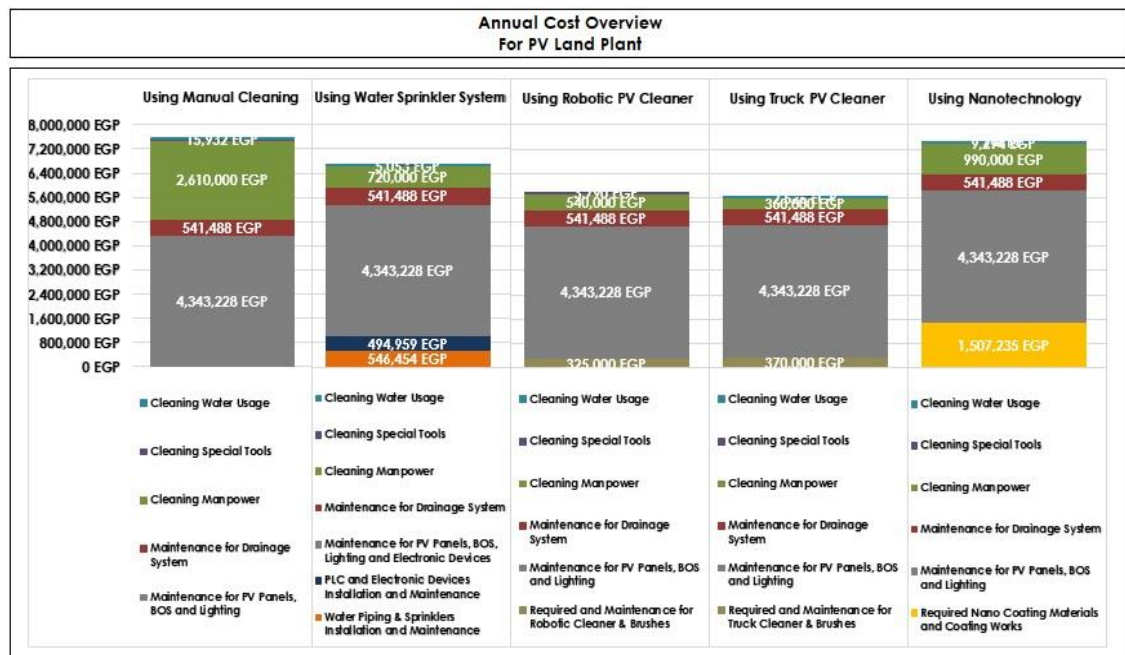 Annual Cost Overview
For PV Land Plant
Using Manual Cleaning
Using Water Sprinkler System
Using Robotic PV Cleaner
Using Truck PV Cleaner
Using Nanotechnology
8,000,000 EGP
7,200,000 EGP
6,400,000 EGP
5,600,000 EGP
4,800,000 EGP
4,000,000 EGP
3,200,000 EGP
2,400,000 EGP
1,600,000 EGP
800,000 EGP
0 EGP
15,932 EGP
2,610,000 EGP
541,488 EGP
4,343,228 EGP
5,053 EGP
720,000 EGP
541,488 EGP
4,343,228 EGP
494,959 EGP
546,454 EGP
540,000 EGP
541,488 EGP
4,343,228 EGP
325,000 EGP
360,000 EGP
541,488 EGP
4,343,228 EGP
370,000 EGP
EGP
990,000 EGP
541,488 EGP
4,343,228 EGP
1,507,235 EGP
Cleaning Water Usage
Cleaning Special Tools
Cleaning Manpower
Maintenance for Drainage
System
Maintenance for PV Panels,
BOS and Lighting
Cleaning Water Usage
Cleaning Special Tools
Cleaning Manpower
Maintenance for Drainage System
Maintenance for PV Panels, BOS,
Lighting and Electronic Devices
PLC and Electronic Devices
Installation and Maintenance
Water Piping & Sprinklers
Installation and Maintenance
Cleaning Water Usage
Cleaning Special Tools
Cleaning Manpower
Maintenance for Drainage
System
Maintenance for PV Panels, BOS
and Lighting
Required and Maintenance for
Robotic Cleaner & Brushes
Cleaning Water Usage
Cleaning Special Tools
Cleaning Manpower
Maintenance for Drainage
System
Maintenance for PV Panels, BOS
and Lighting
Required and Maintenance for
Truck Cleaner & Brushes
Cleaning Water Usage
Cleaning Special Tools
Cleaning Manpower
Maintenance for Drainage System
Maintenance for PV Panels, BOS
and Lighting
Required Nano Coating Materials
and Coating Works